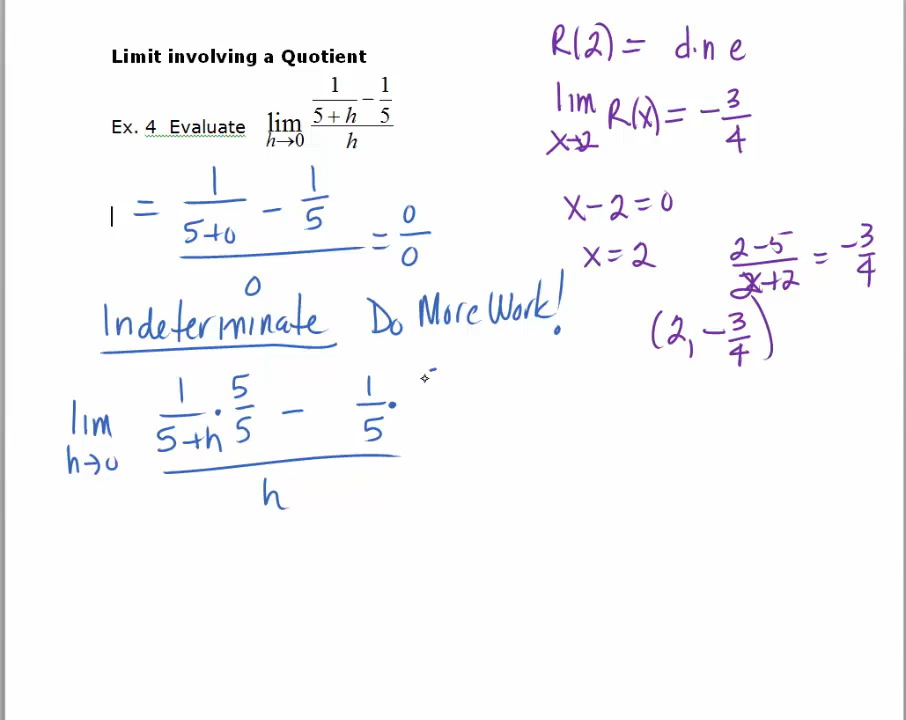 Limit involving a Quotient
Ex. 4 Evaluate lim h→0 (1/(5+h) − 1/5)/h
| = (1/(5+0) − 1/5)/0 = 0/0
Indeterminate Do More Work!
lim h→0 (1/(5+h) · 5/5 − 1/5 ·)/h
R(2) = d.n e
lim x→2 R(x) = −3/4
x − 2 = 0
x = 2
(2−5)/(2+2) = −3/4
(2, −3/4)